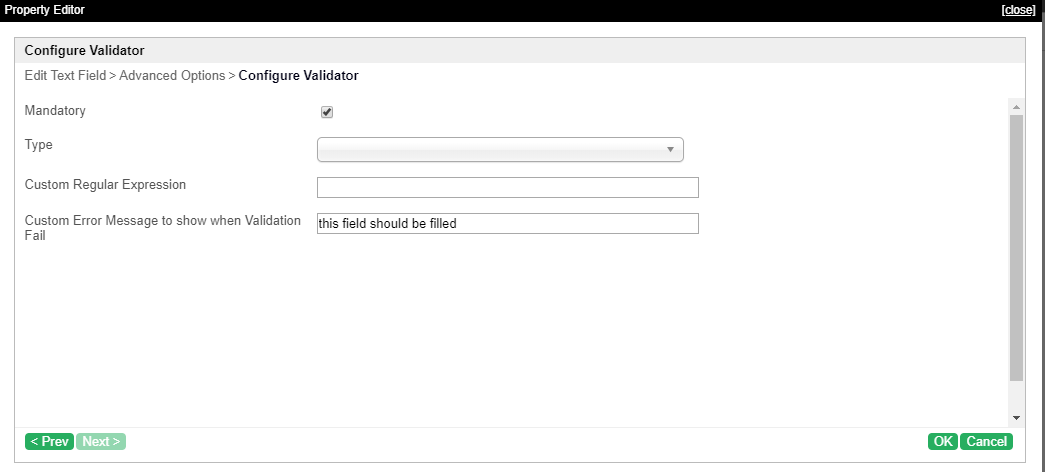 Property Editor [close]
Configure Validator
Edit Text Field > Advanced Options > Configure Validator
Mandatory
Type
Custom Regular Expression
Custom Error Message to show when Validation
Fail
this field should be filled
< Prev Next > OK Cancel